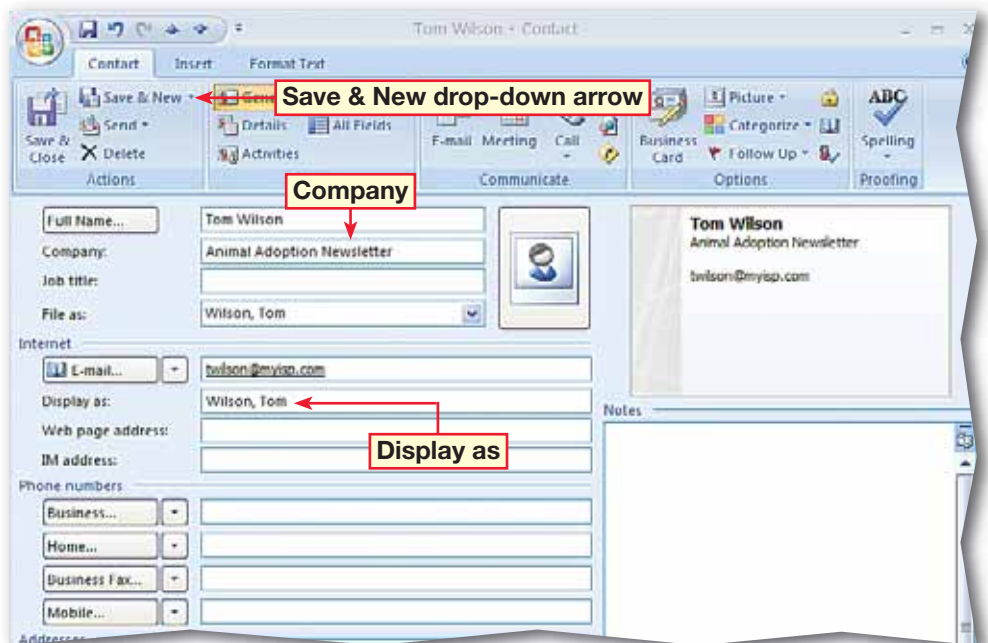 Tom Wilson - Contact
Contact Insert Format Text
Save & New
Save & New drop-down arrow
Picture
ABC
Send
Details
All Fields
E-mail
Meeting
Call
Business Card
Categorize
Spelling
Save & Close
Delete
Activities
Follow Up
Actions
Communicate
Options
Proofing
Company
Full Name...
Tom Wilson
Company:
Animal Adoption Newsletter
Job title:
File as:
Wilson, Tom
Tom Wilson
Animal Adoption Newsletter
twilson@myisp.com
Internet
E-mail...
twilson@myisp.com
Display as:
Wilson, Tom
Display as
Web page address:
IM address:
Notes
Phone numbers
Business...
Home...
Business Fax...
Mobile...
Addresses